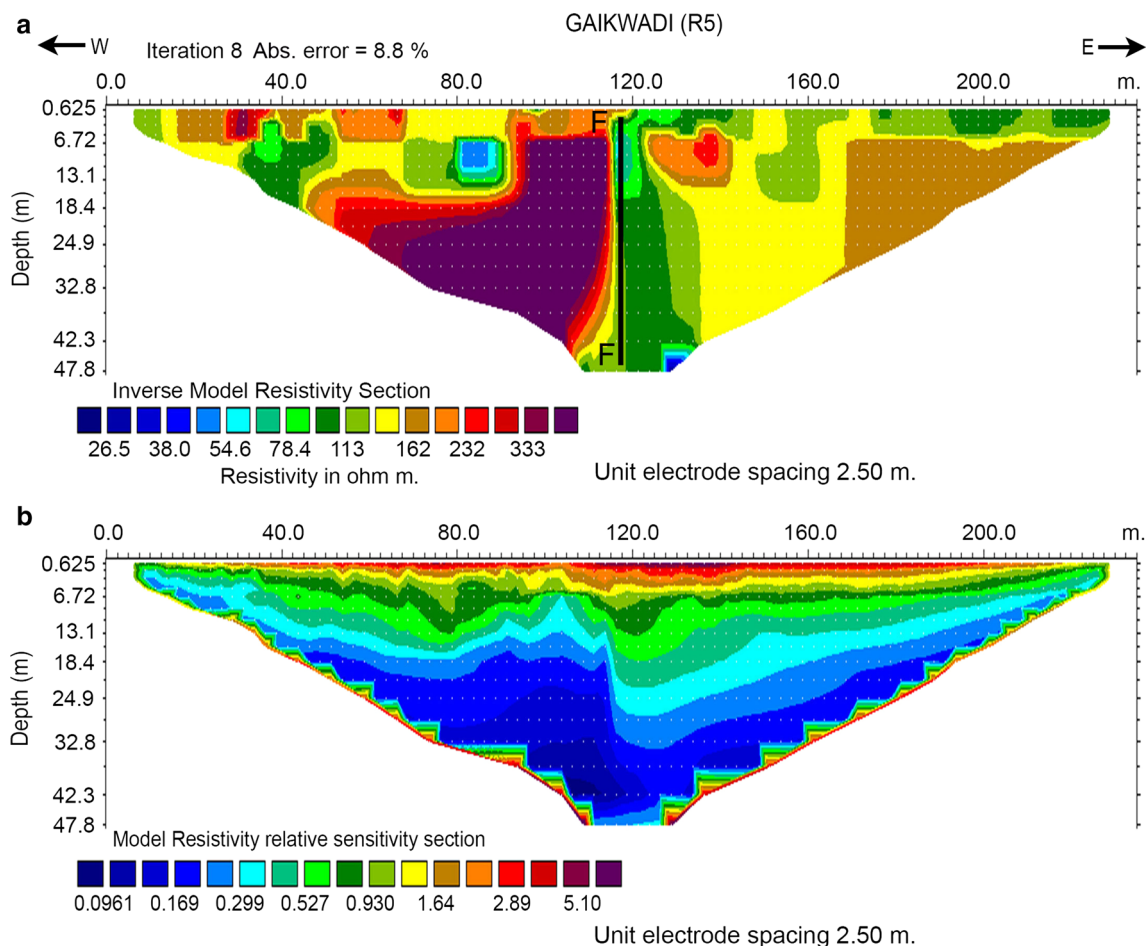 a
GAIKWADI (R5)
W
Iteration 8 Abs. error = 8.8 %
E
0.0 40.0 80.0 120.0 160.0 200.0 m.
0.625
6.72
13.1
18.4
24.9
32.8
42.3
47.8
Depth (m)
F
F
Inverse Model Resistivity Section
26.5 38.0 54.6 78.4 113 162 232 333
Resistivity in ohm m.
Unit electrode spacing 2.50 m.
b
0.0 40.0 80.0 120.0 160.0 200.0 m.
0.625
6.72
13.1
18.4
24.9
32.8
42.3
47.8
Depth (m)
Model Resistivity relative sensitivity section
0.0961 0.169 0.299 0.527 0.930 1.64 2.89 5.10
Unit electrode spacing 2.50 m.